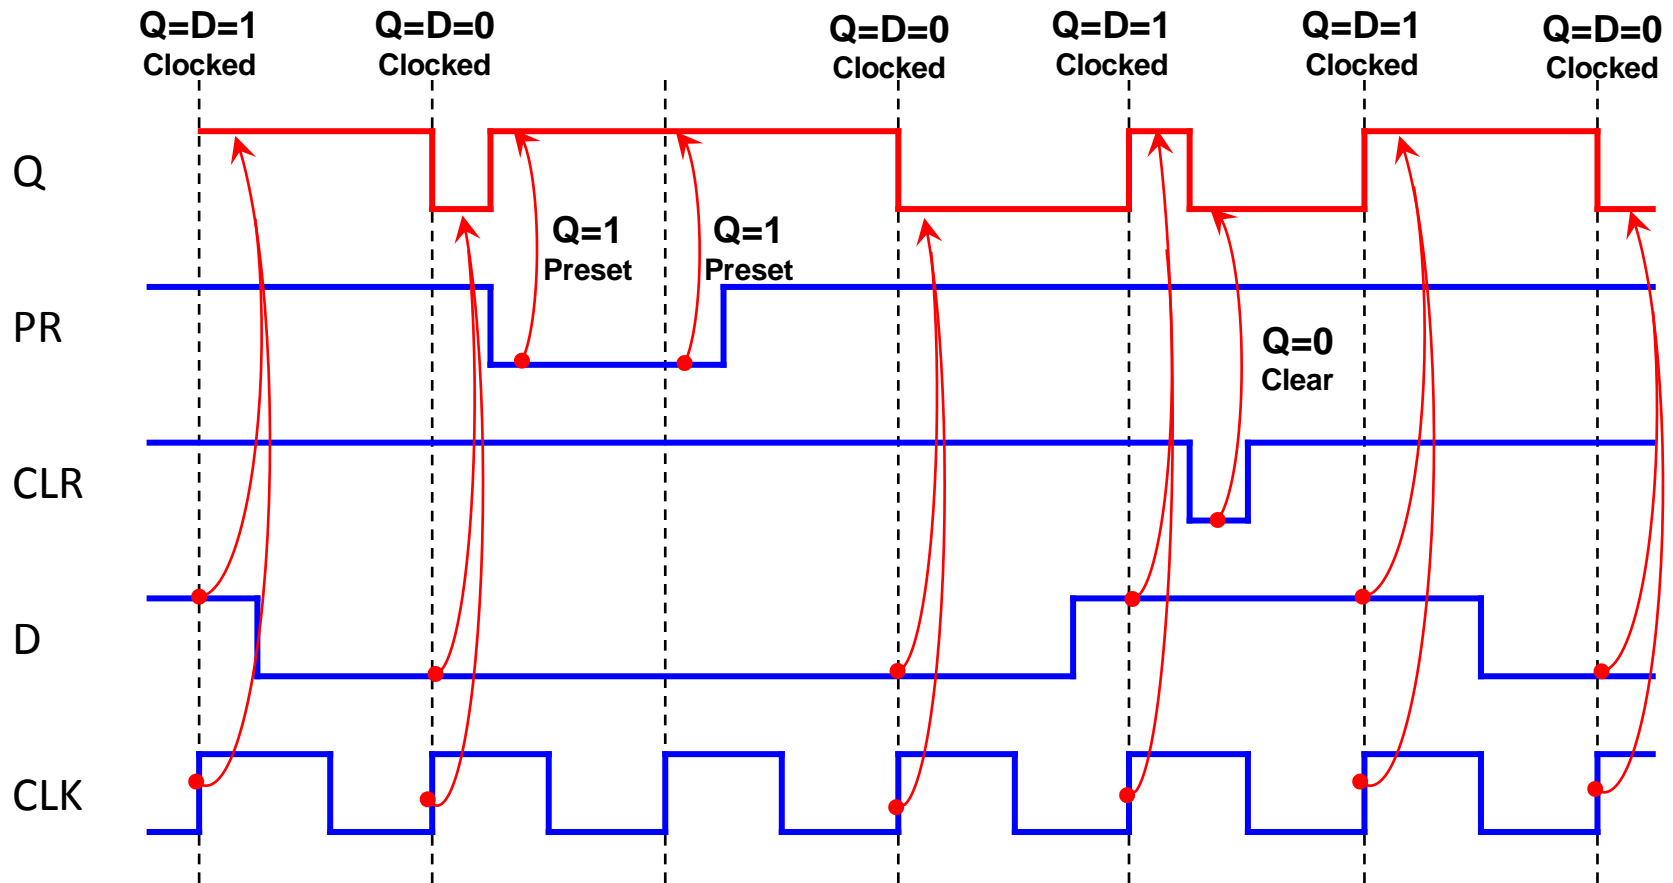 Q=D=1
Clocked
Q=D=0
Clocked
Q=D=0
Clocked
Q=D=1
Clocked
Q=D=1
Clocked
Q=D=0
Clocked
Q
Q=1
Preset
Q=1
Preset
PR
Q=0
Clear
CLR
D
CLK